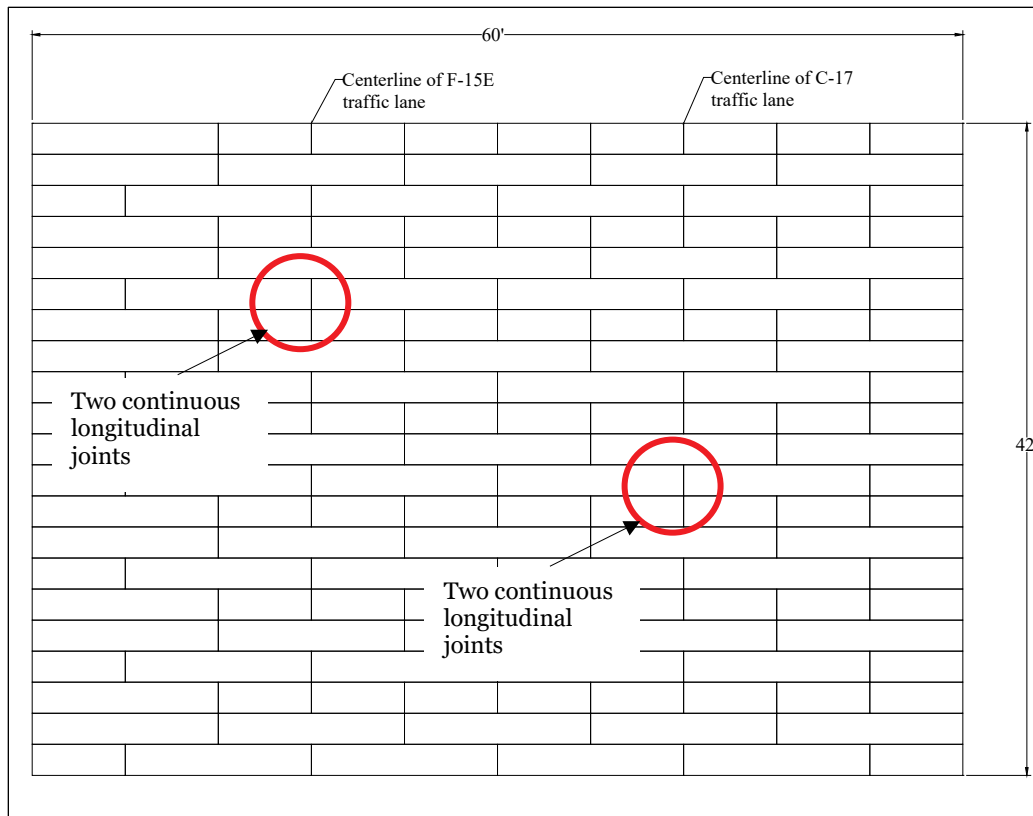 60'
Centerline of F-15E
traffic lane
Centerline of C-17
traffic lane
42
Two continuous
longitudinal
joints
Two continuous
longitudinal
joints